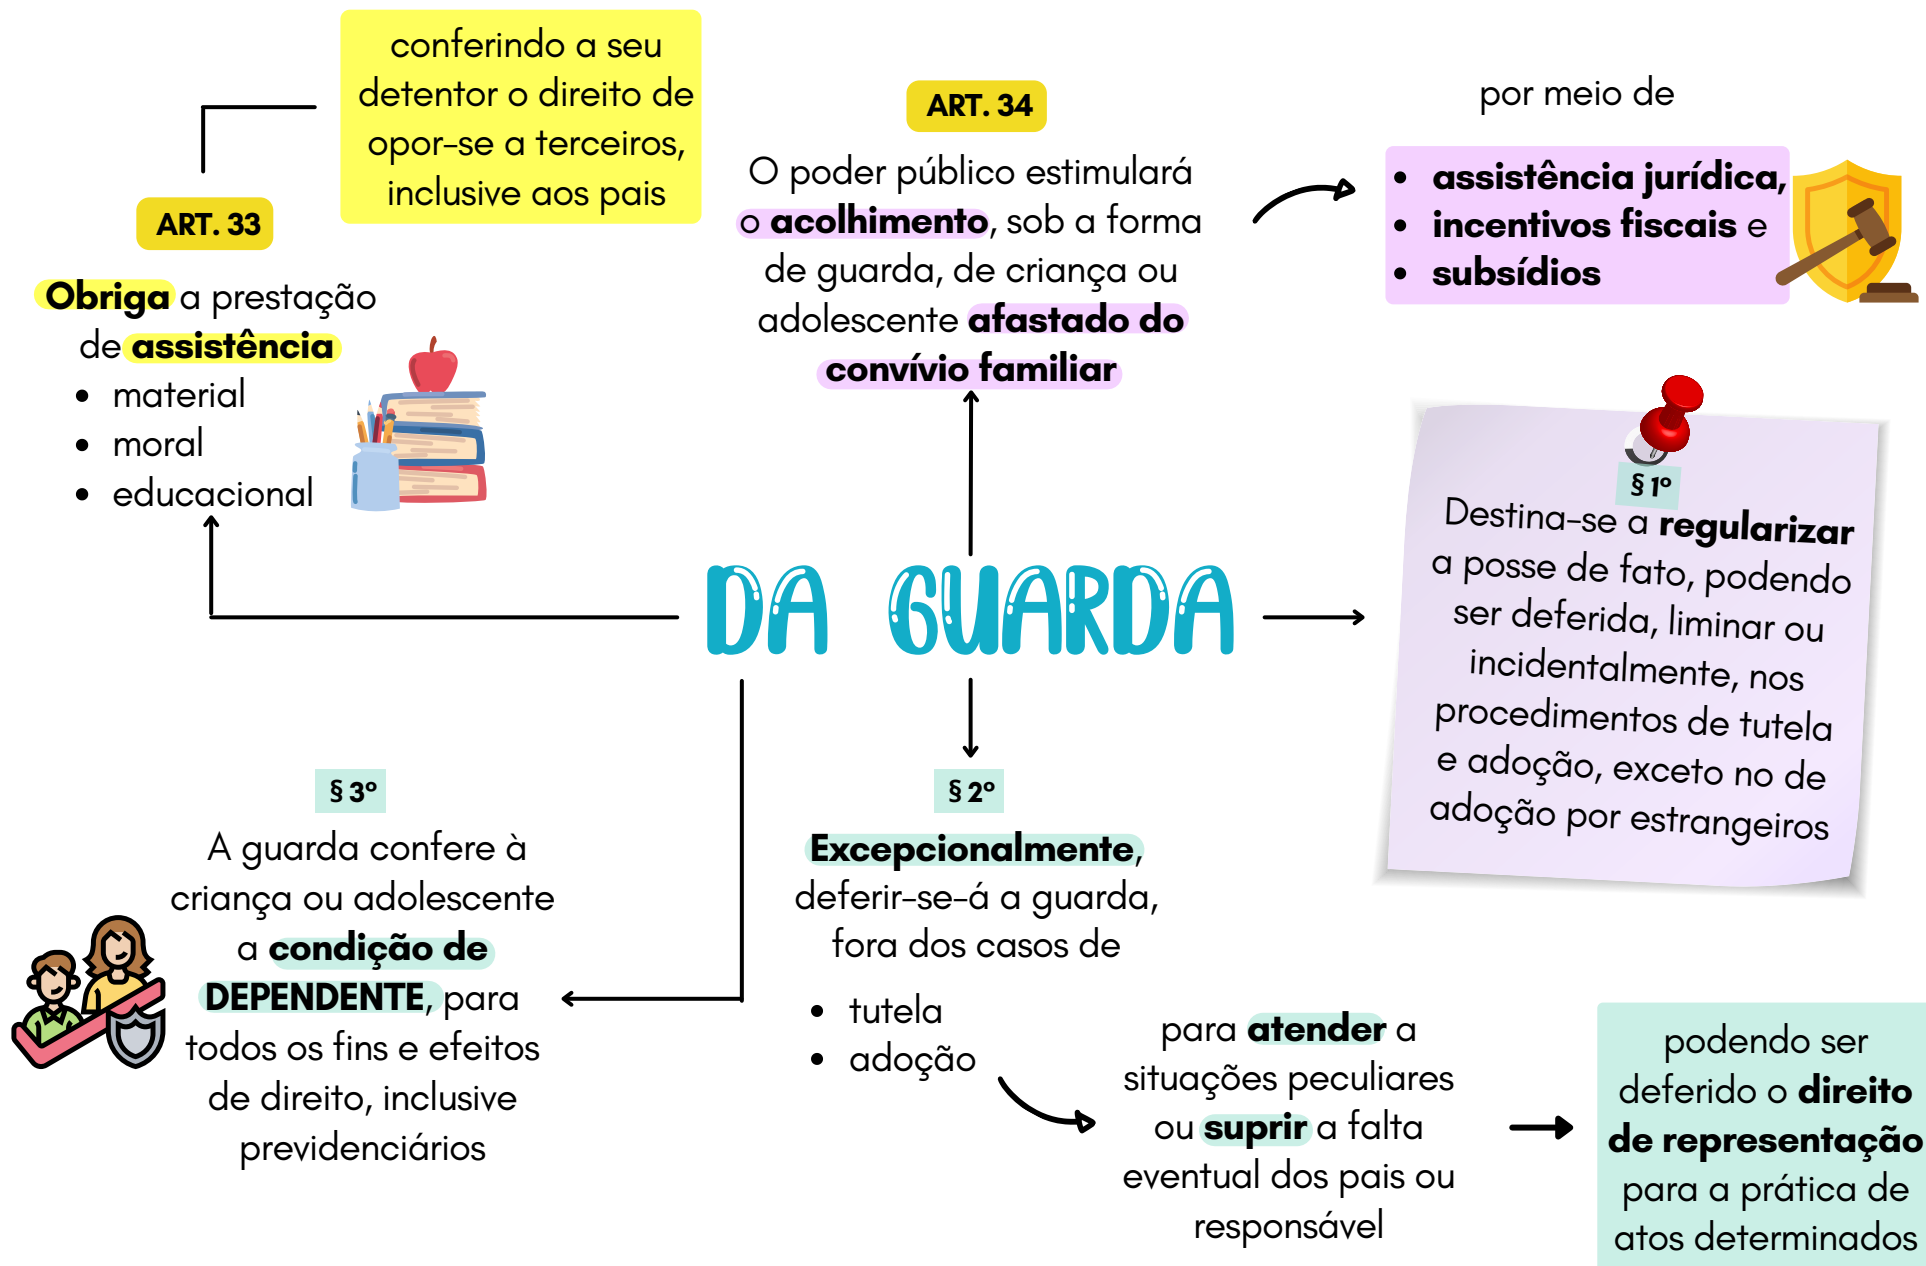 conferindo a seu
detentor o direito de
opor-se a terceiros,
inclusive aos pais
ART. 33
Obriga a prestação
de assistência
• material
• moral
• educacional
ART. 34
O poder público estimulará
o acolhimento, sob a forma
de guarda, de criança ou
adolescente afastado do
convívio familiar
por meio de
• assistência jurídica,
• incentivos fiscais e
• subsídios
DA GUARDA
§ 1º
Destina-se a regularizar
a posse de fato, podendo
ser deferida, liminar ou
incidentalmente, nos
procedimentos de tutela
e adoção, exceto no de
adoção por estrangeiros
§ 3º
A guarda confere à
criança ou adolescente
a condição de
DEPENDENTE, para
todos os fins e efeitos
de direito, inclusive
previdenciários
§ 2º
Excepcionalmente,
deferir-se-á a guarda,
fora dos casos de
• tutela
• adoção
para atender a
situações peculiares
ou suprir a falta
eventual dos pais ou
responsável
podendo ser
deferido o direito
de representação
para a prática de
atos determinados